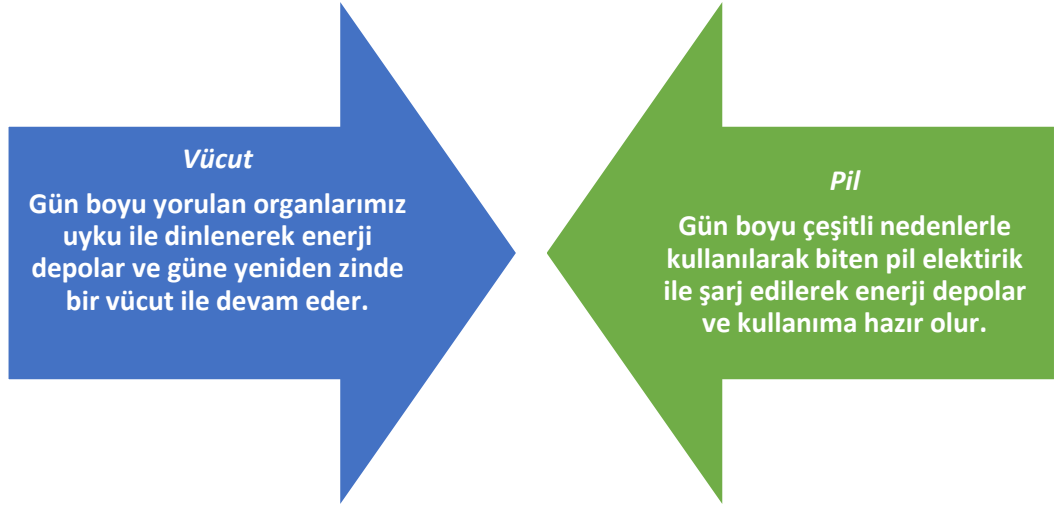 Vücut
Gün boyu yorulan organlarımız
uyku ile dinlenerek enerji
depolar ve güne yeniden zinde
bir vücut ile devam eder.
Pil
Gün boyu çeşitli nedenlerle
kullanılarak biten pil elektirik
ile şarj edilerek enerji depolar
ve kullanıma hazır olur.